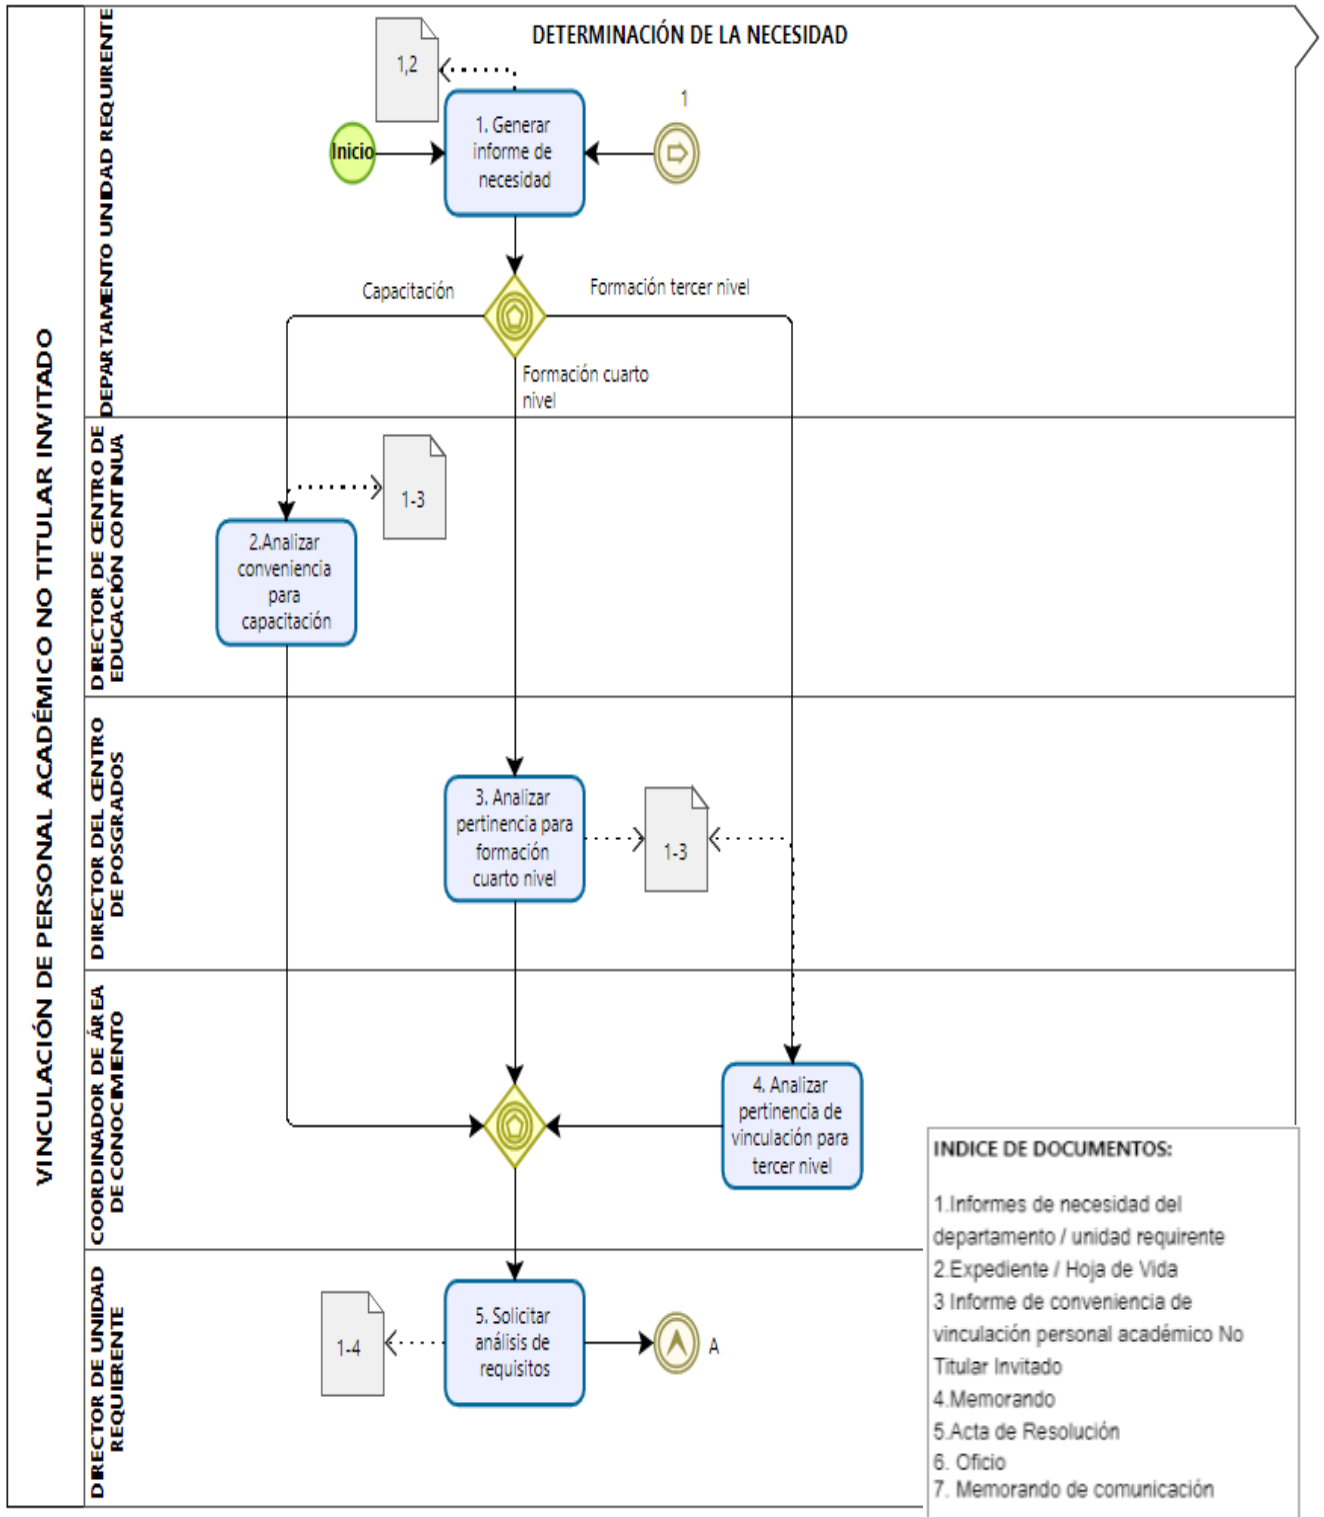 VINCULACIÓN DE PERSONAL ACADÉMICO NO TITULAR INVITADO
DETERMINACIÓN DE LA NECESIDAD
DEPARTAMENTO UNIDAD REQUIRENTE
1,2
1
Inicio
1. Generar
informe de
necesidad
Capacitación
Formación tercer nivel
Formación cuarto
nivel
DIRECTOR DE CENTRO DE
EDUCACIÓN CONTINUA
1-3
2.Analizar
conveniencia
para
capacitación
DIRECTOR DEL CENTRO
DE POSGRADOS
3. Analizar
pertinencia para
formación
cuarto nivel
1-3
COORDINADOR DE ÁREA
DE CONOCIMIENTO
4. Analizar
pertinencia de
vinculación para
tercer nivel
DIRECTOR DE UNIDAD
REQUIERENTE
1-4
5. Solicitar
análisis de
requisitos
A
INDICE DE DOCUMENTOS:
1.Informes de necesidad del
departamento / unidad requirente
2.Expediente / Hoja de Vida
3 Informe de conveniencia de
vinculación personal académico No
Titular Invitado
4.Memorando
5.Acta de Resolución
6. Oficio
7. Memorando de comunicación